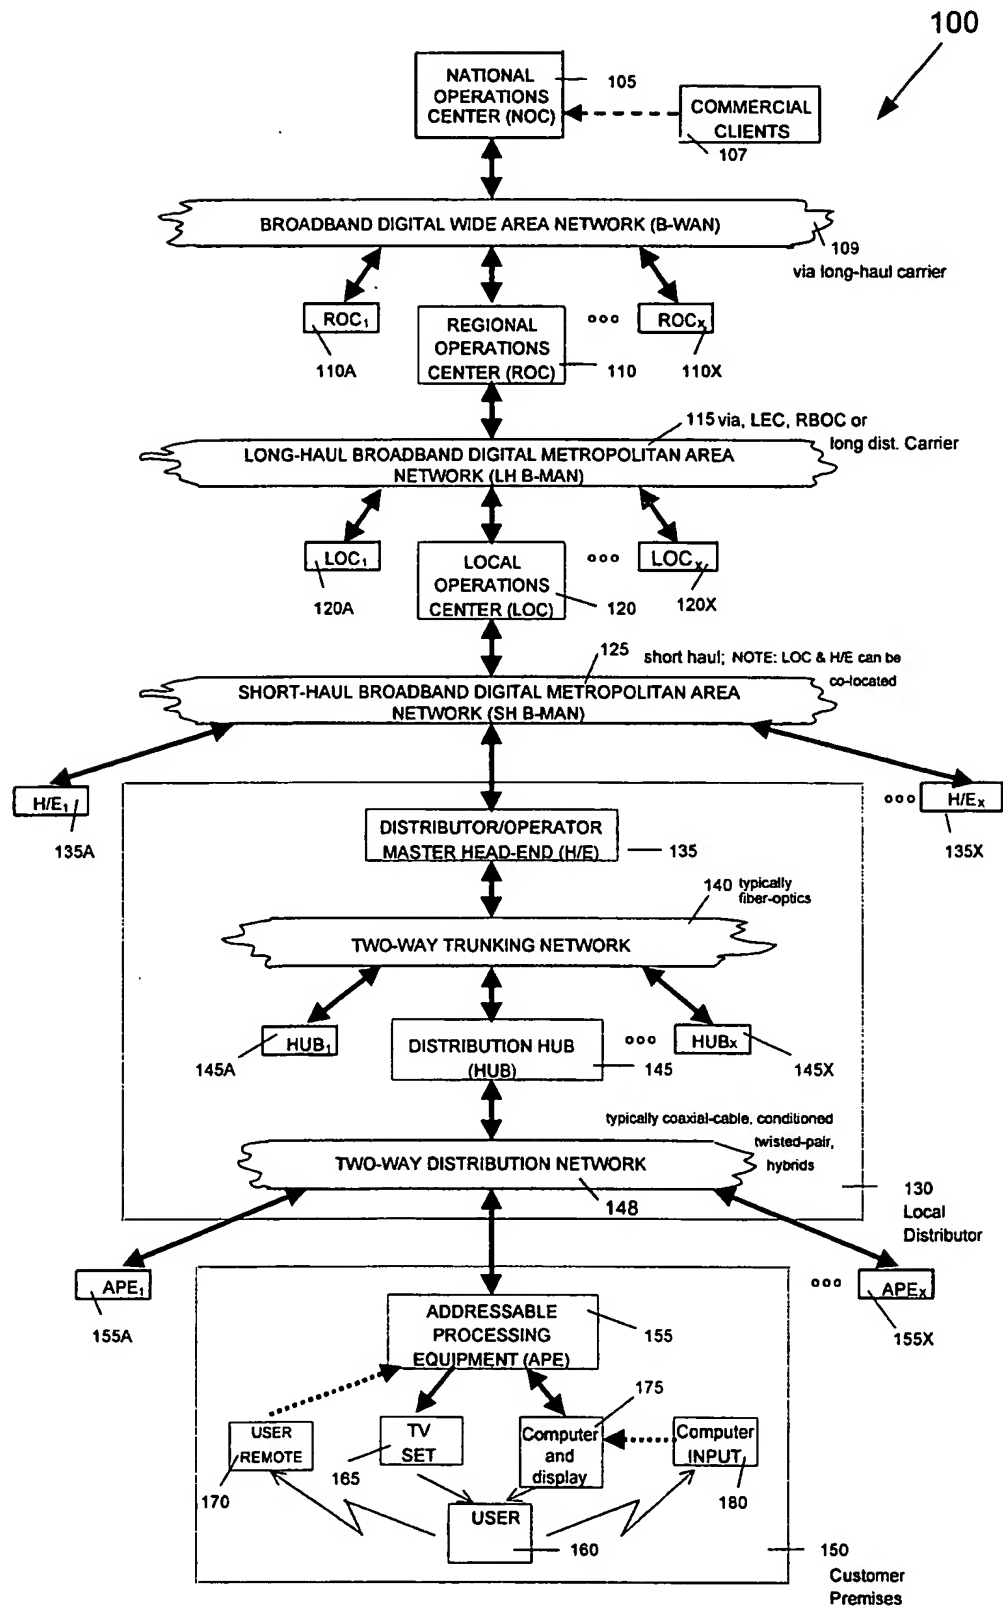 100
NATIONAL
OPERATIONS
CENTER (NOC)
105
COMMERCIAL
CLIENTS
107
BROADBAND DIGITAL WIDE AREA NETWORK (B-WAN)
109
via long-haul carrier
ROC1
REGIONAL
OPERATIONS
CENTER (ROC)
ooo
ROCx
110A
110
110X
115 via, LEC, RBOC or
long dist. Carrier
LONG-HAUL BROADBAND DIGITAL METROPOLITAN AREA
NETWORK (LH B-MAN)
LOC1
LOCAL
OPERATIONS
CENTER (LOC)
ooo
LOCx
120A
120
120X
125 short haul; NOTE: LOC & H/E can be
co-located
SHORT-HAUL BROADBAND DIGITAL METROPOLITAN AREA
NETWORK (SH B-MAN)
H/E1
ooo
H/Ex
135A
DISTRIBUTOR/OPERATOR
MASTER HEAD-END (H/E)
135
135X
140 typically
fiber-optics
TWO-WAY TRUNKING NETWORK
HUB1
DISTRIBUTION HUB
(HUB)
ooo
HUBx
145A
145
145X
typically coaxial-cable, conditioned
twisted-pair,
hybrids
TWO-WAY DISTRIBUTION NETWORK
148
130
Local
Distributor
APE1
ooo
APEx
155A
ADDRESSABLE
PROCESSING
EQUIPMENT (APE)
155
155X
175
USER
REMOTE
TV
SET
Computer
and
display
Computer
INPUT
170
165
180
USER
160
150
Customer
Premises